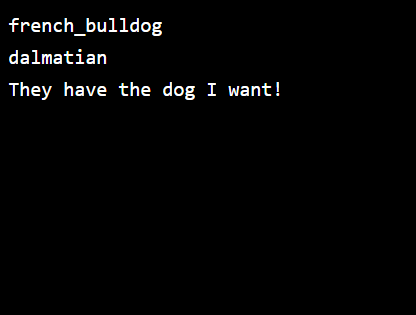 french_bulldog
dalmatian
They have the dog I want!